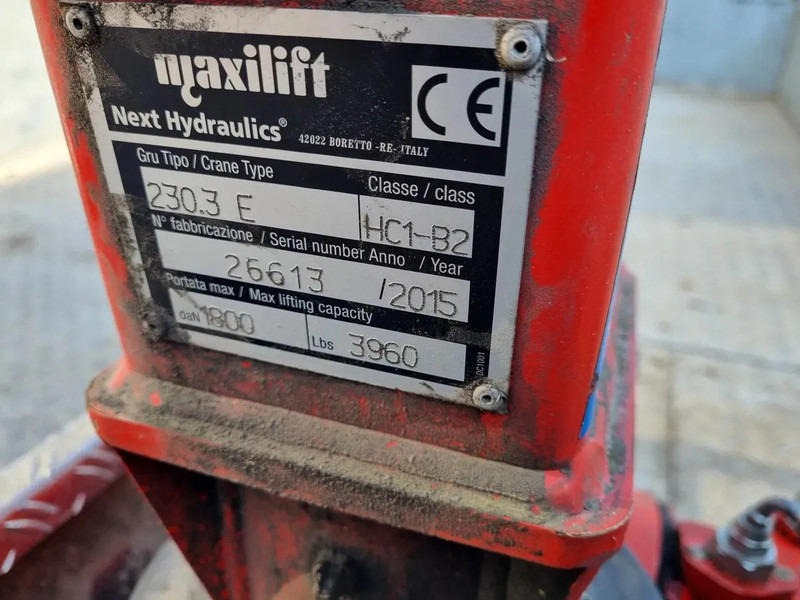 maxilift
CE
Next Hydraulics®
42022 BORETTO -RE- ITALY
Gru Tipo / Crane Type
Classe / class
230.3 E
HC1-B2
N° fabbricazione / Serial number Anno / Year
26613 /2015
Portata max / Max lifting capacity
daN 1800 Lbs 3960
DC1001